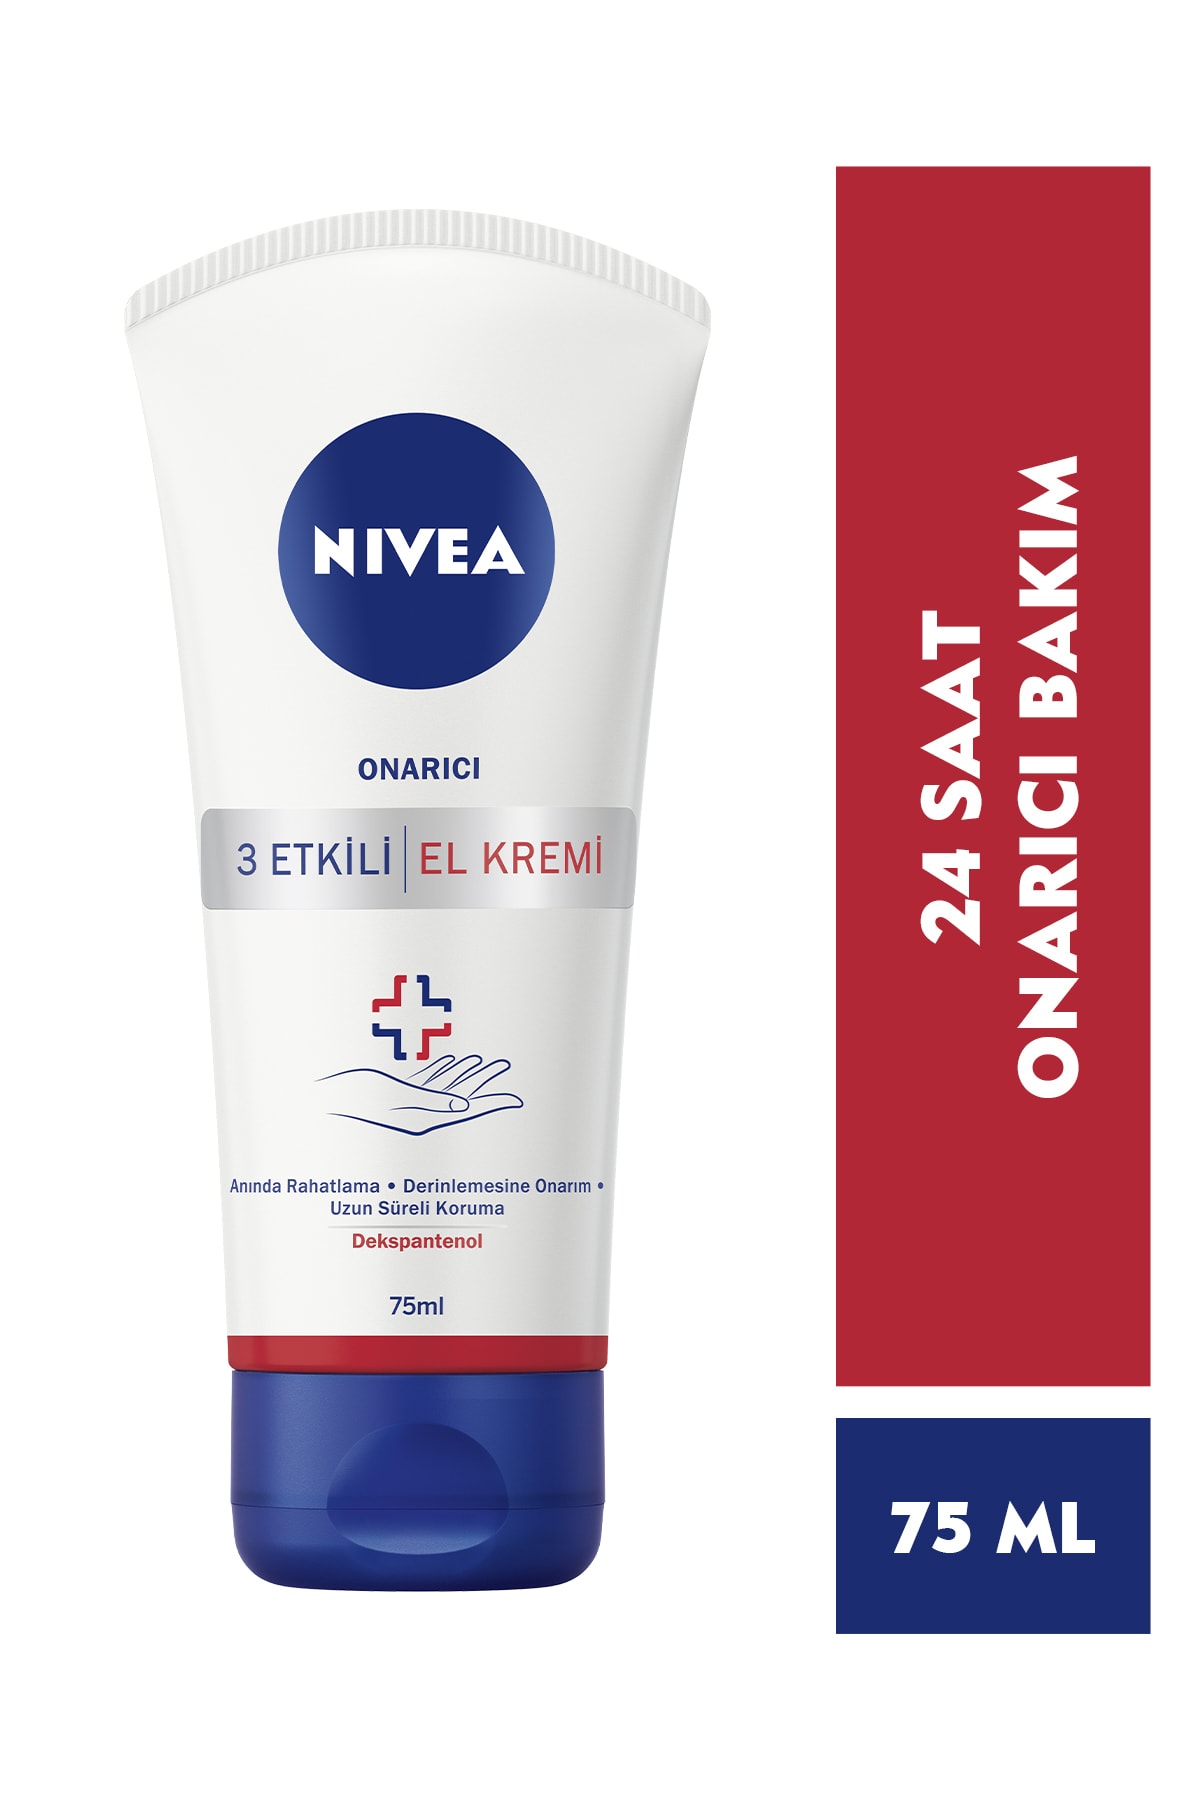 NIVEA
ONARICI
3 ETKİLİ | EL KREMİ
Anında Rahatlama • Derinlemesine Onarım •
Uzun Süreli Koruma
Dekspantenol
75ml
24 SAAT
ONARICI BAKIM
75 ML